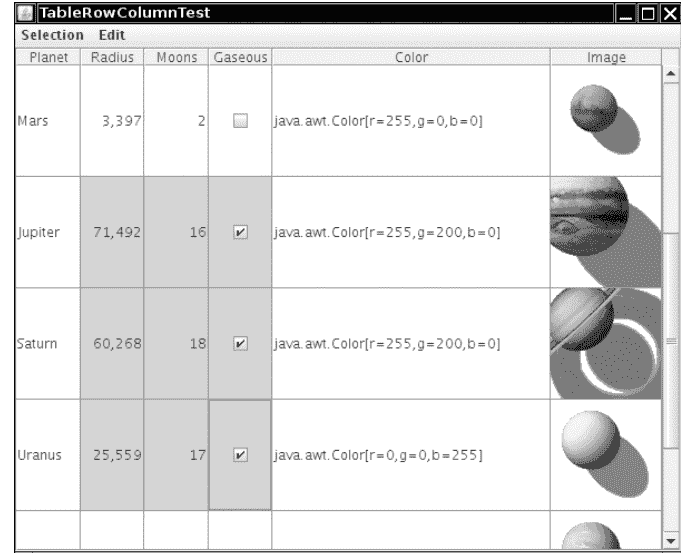 TableRowColumnTest
Selection Edit
Planet Radius Moons Gaseous Color Image
Mars 3,397 2 java.awt.Color[r=255,g=0,b=0]
Jupiter 71,492 16 java.awt.Color[r=255,g=200,b=0]
Saturn 60,268 18 java.awt.Color[r=255,g=200,b=0]
Uranus 25,559 17 java.awt.Color[r=0,g=0,b=255]